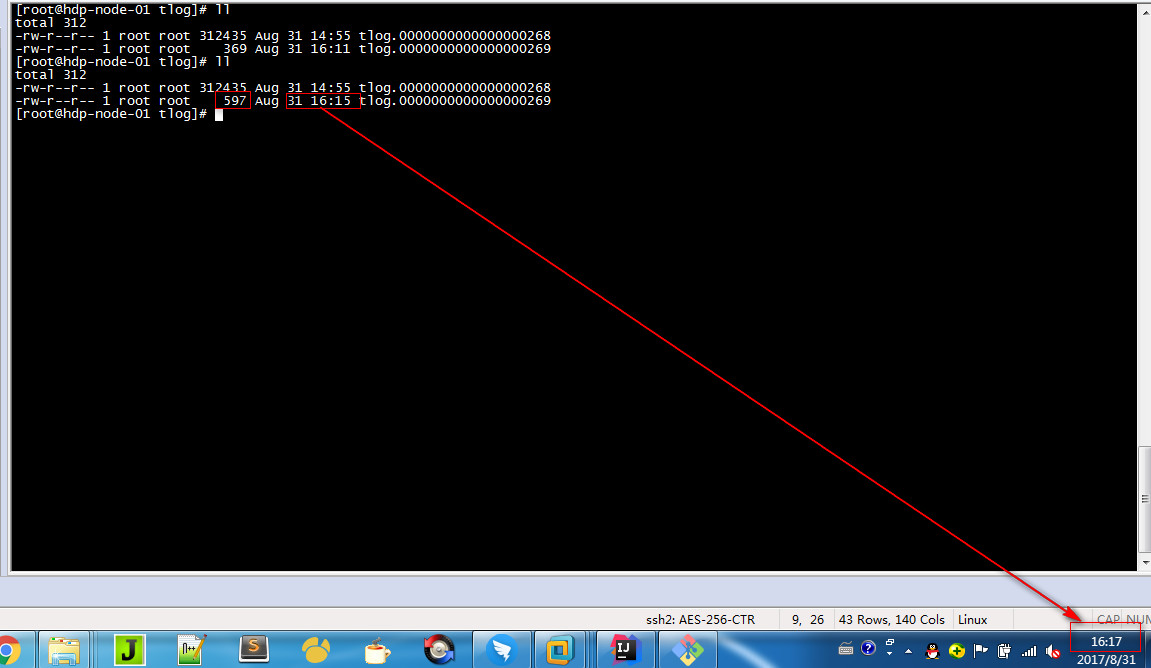 [root@hdp-node-01 tlog]# ll
total 312
-rw-r--r-- 1 root root 312435 Aug 31 14:55 tlog.0000000000000000268
-rw-r--r-- 1 root root    369 Aug 31 16:11 tlog.0000000000000000269
[root@hdp-node-01 tlog]# ll
total 312
-rw-r--r-- 1 root root 312435 Aug 31 14:55 tlog.0000000000000000268
-rw-r--r-- 1 root root    597 Aug 31 16:15 tlog.0000000000000000269
[root@hdp-node-01 tlog]#
ssh2: AES-256-CTR 9, 26 43 Rows, 140 Cols Linux CAP NUM
J n++ S IJ
16:17
2017/8/31